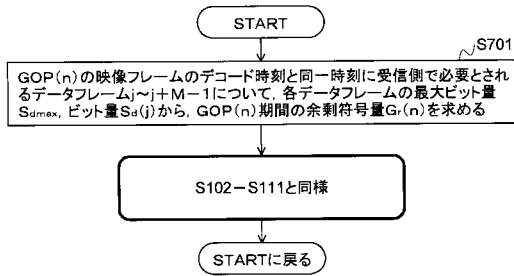 START
S701
GOP(n)の映像フレームのデコード時刻と同一時刻に受信側で必要とされ
るデータフレームj~j+M-1について, 各データフレームの最大ビット量
Sdmax, ビット量Sd(j)から, GOP(n)期間の余剰符号量Gr(n)を求める
S102-S111と同様
STARTに戻る